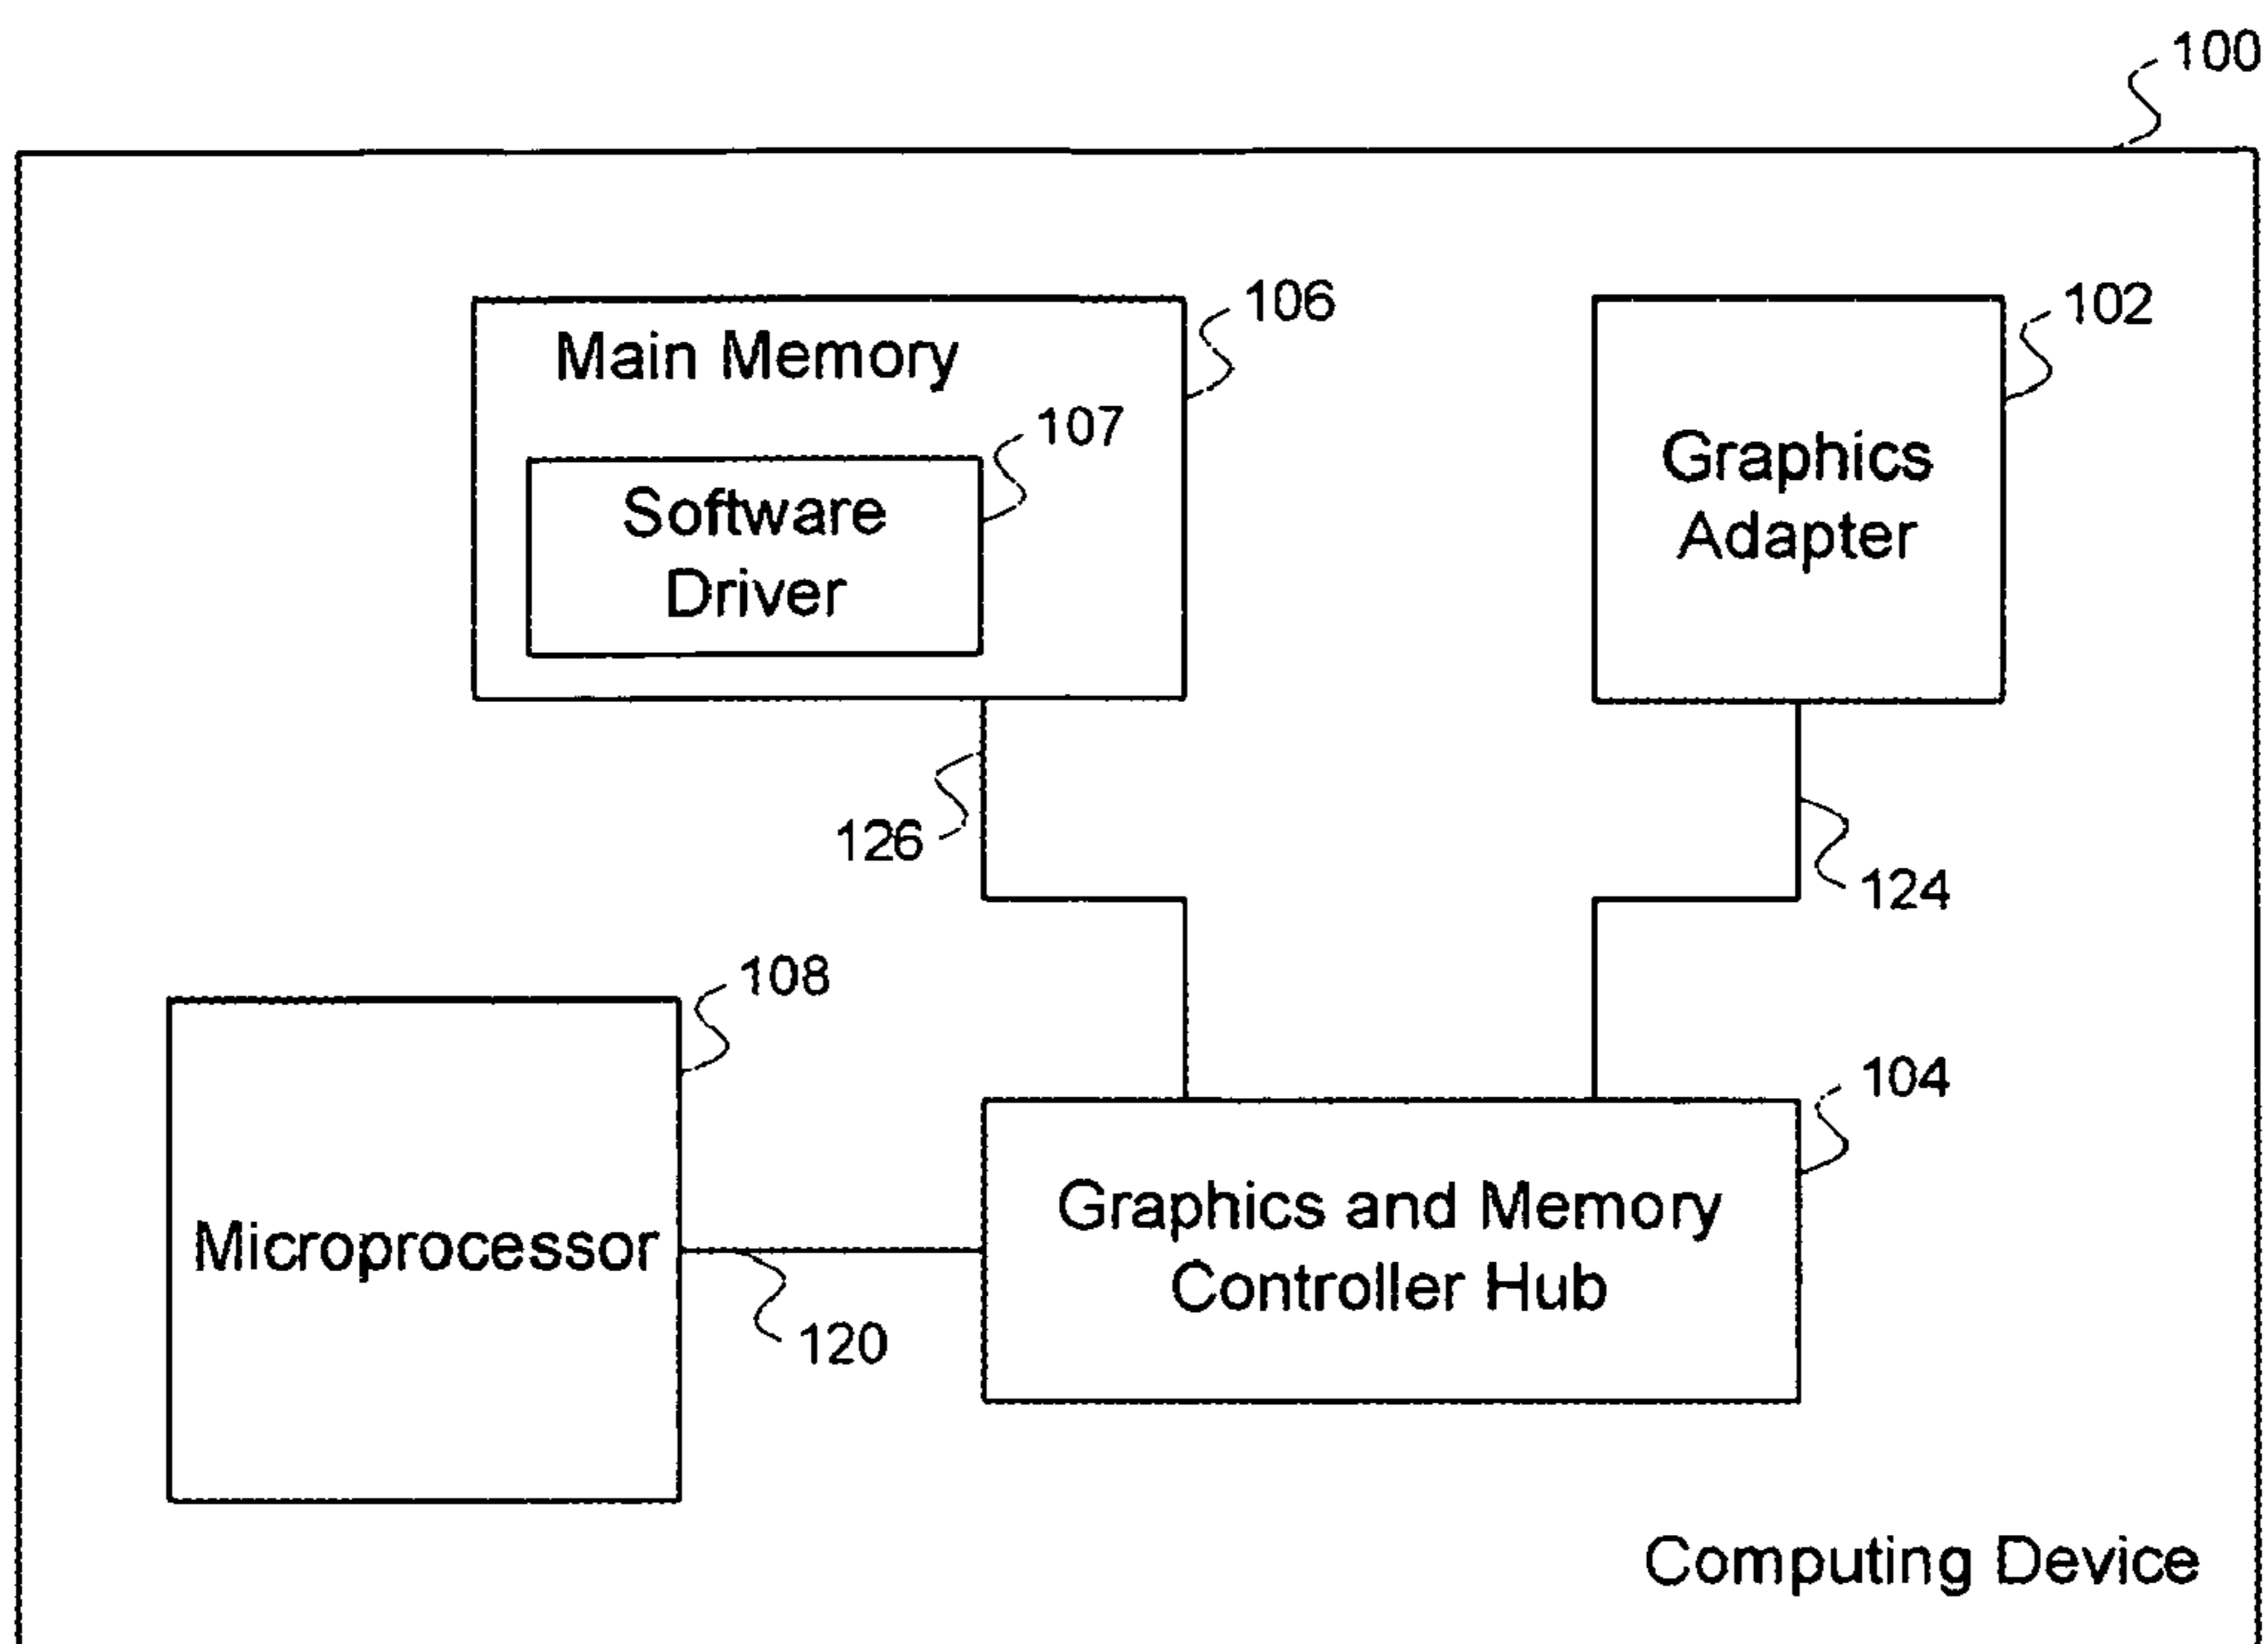 100
106
102
Main Memory
107
Software
Driver
Graphics
Adapter
126
124
108
104
Microprocessor
Graphics and Memory
Controller Hub
120
Computing Device